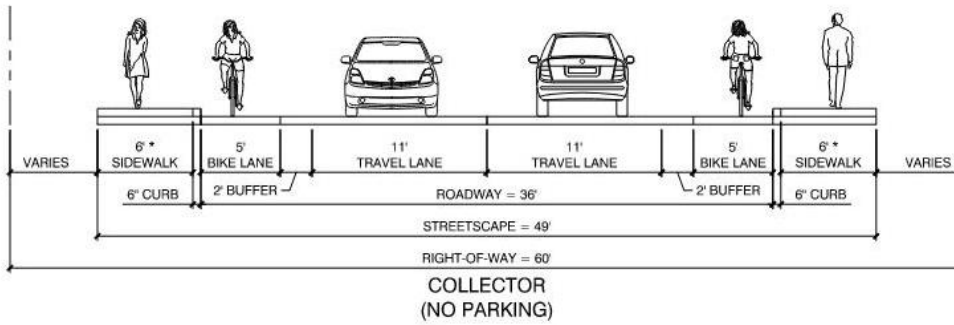 VARIES
6' *
SIDEWALK
5'
BIKE LANE
11'
TRAVEL LANE
11'
TRAVEL LANE
5'
BIKE LANE
6' *
SIDEWALK
VARIES
6" CURB
2' BUFFER
ROADWAY = 36'
2' BUFFER
6" CURB
STREETSCAPE = 49'
RIGHT-OF-WAY = 60'
COLLECTOR
(NO PARKING)